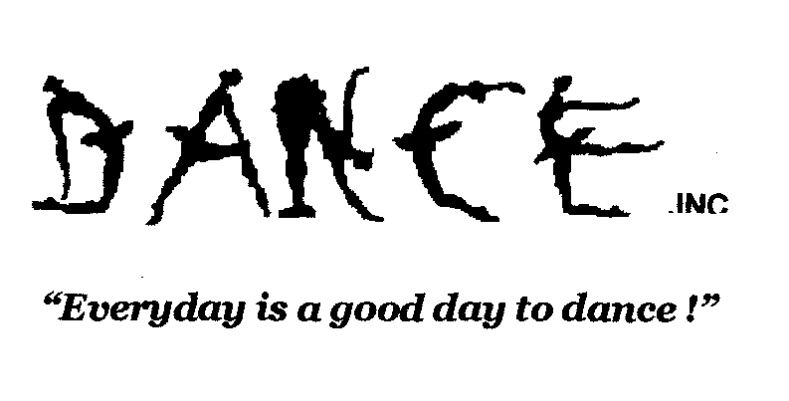 DANCE .INC
“Everyday is a good day to dance !”